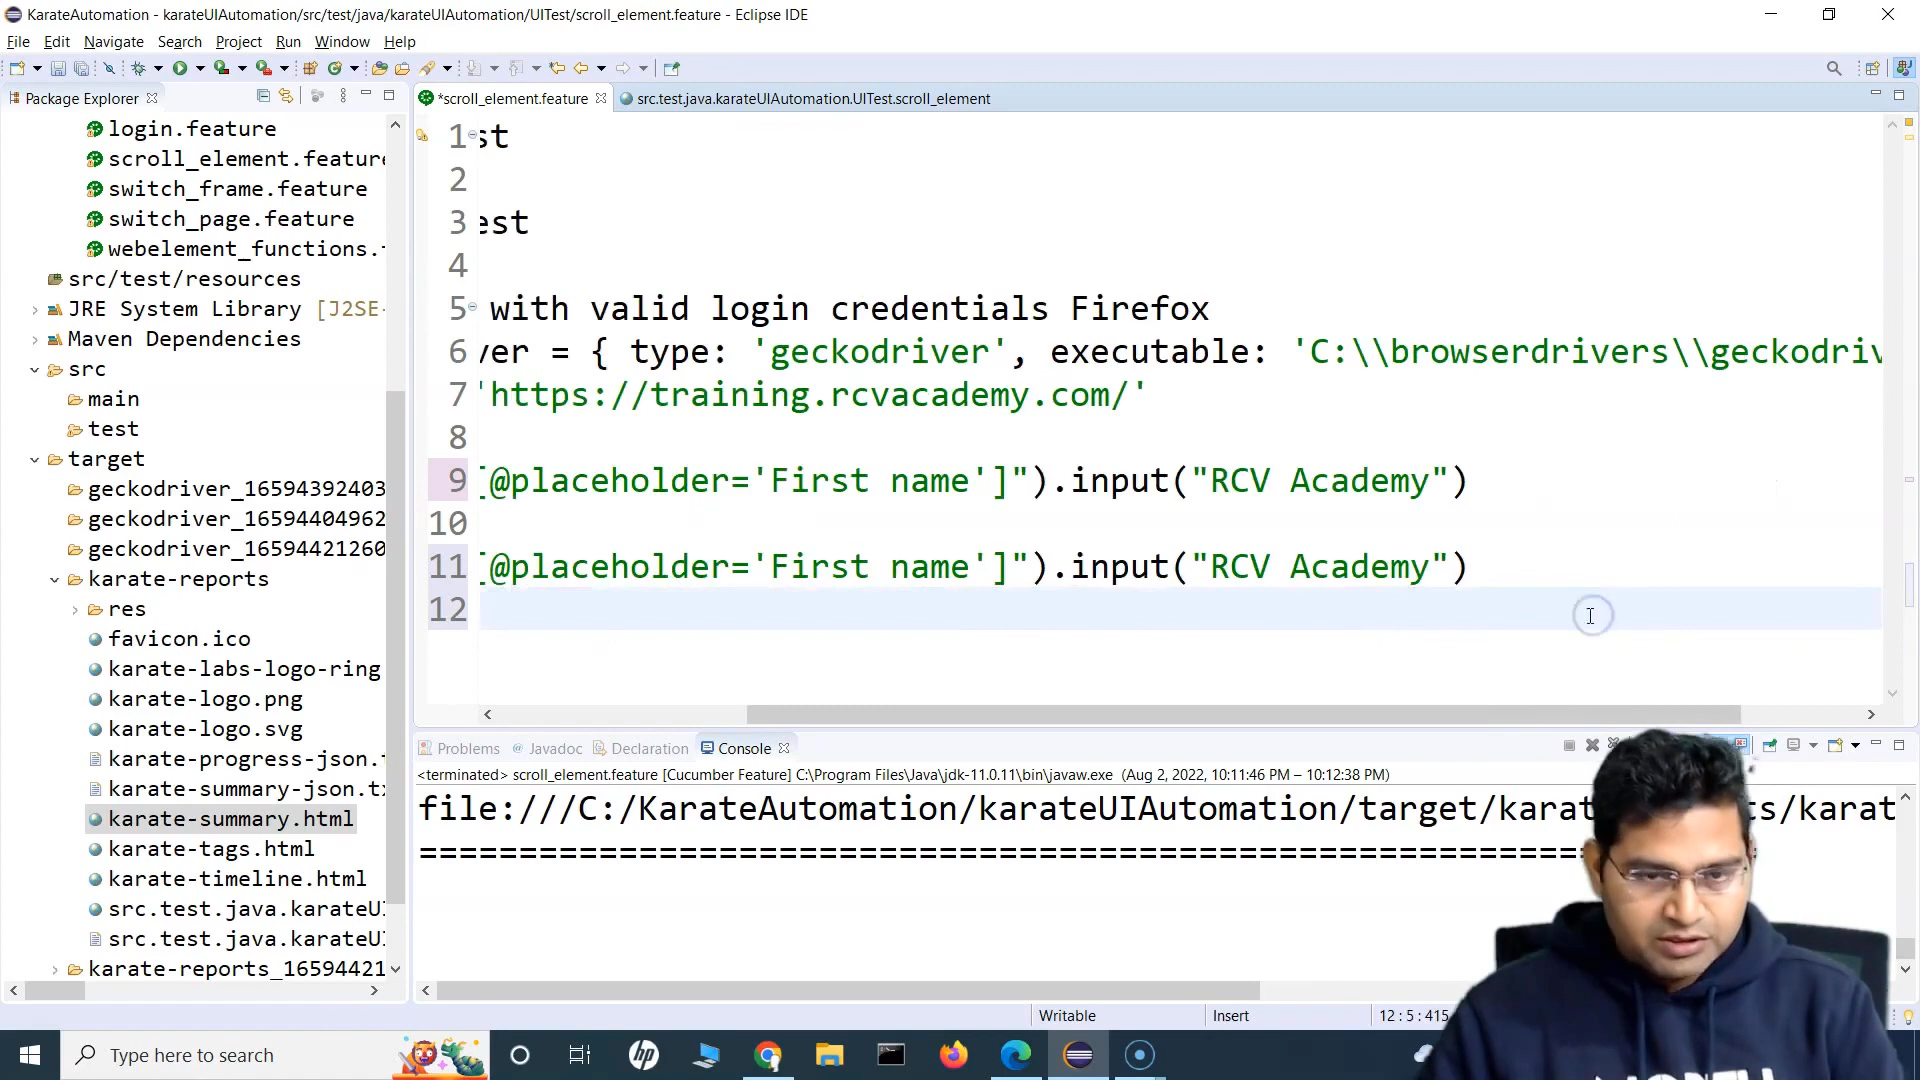 KarateAutomation - karateUIAutomation/src/test/java/karateUIAutomation/UITest/scroll_element.feature - Eclipse IDE
File Edit Navigate Search Project Run Window Help
Package Explorer
login.feature
scroll_element.feature
switch_frame.feature
switch_page.feature
webelement_functions.
src/test/resources
JRE System Library [J2SE-
Maven Dependencies
src
main
test
target
geckodriver_16594392403
geckodriver_16594404962
geckodriver_16594421260
karate-reports
res
favicon.ico
karate-labs-logo-ring
karate-logo.png
karate-logo.svg
karate-progress-json.
karate-summary-json.tx
karate-summary.html
karate-tags.html
karate-timeline.html
src.test.java.karateUI
src.test.java.karateUI
karate-reports_16594421
*scroll_element.feature src.test.java.karateUIAutomation.UITest.scroll_element
1 st
2
3 est
4
5 with valid login credentials Firefox
6 ver = { type: 'geckodriver', executable: 'C:\\browserdrivers\\geckodriv
7 'https://training.rcvacademy.com/'
8
9 [@placeholder='First name']").input("RCV Academy")
10
11 [@placeholder='First name']").input("RCV Academy")
12
Problems Javadoc Declaration Console
<terminated> scroll_element.feature [Cucumber Feature] C:\Program Files\Java\jdk-11.0.11\bin\javaw.exe (Aug 2, 2022, 10:11:46 PM – 10:12:38 PM)
file:///C:/KarateAutomation/karateUIAutomation/target/karat s/karat
==========================================================
Writable Insert 12 : 5 : 415
Type here to search